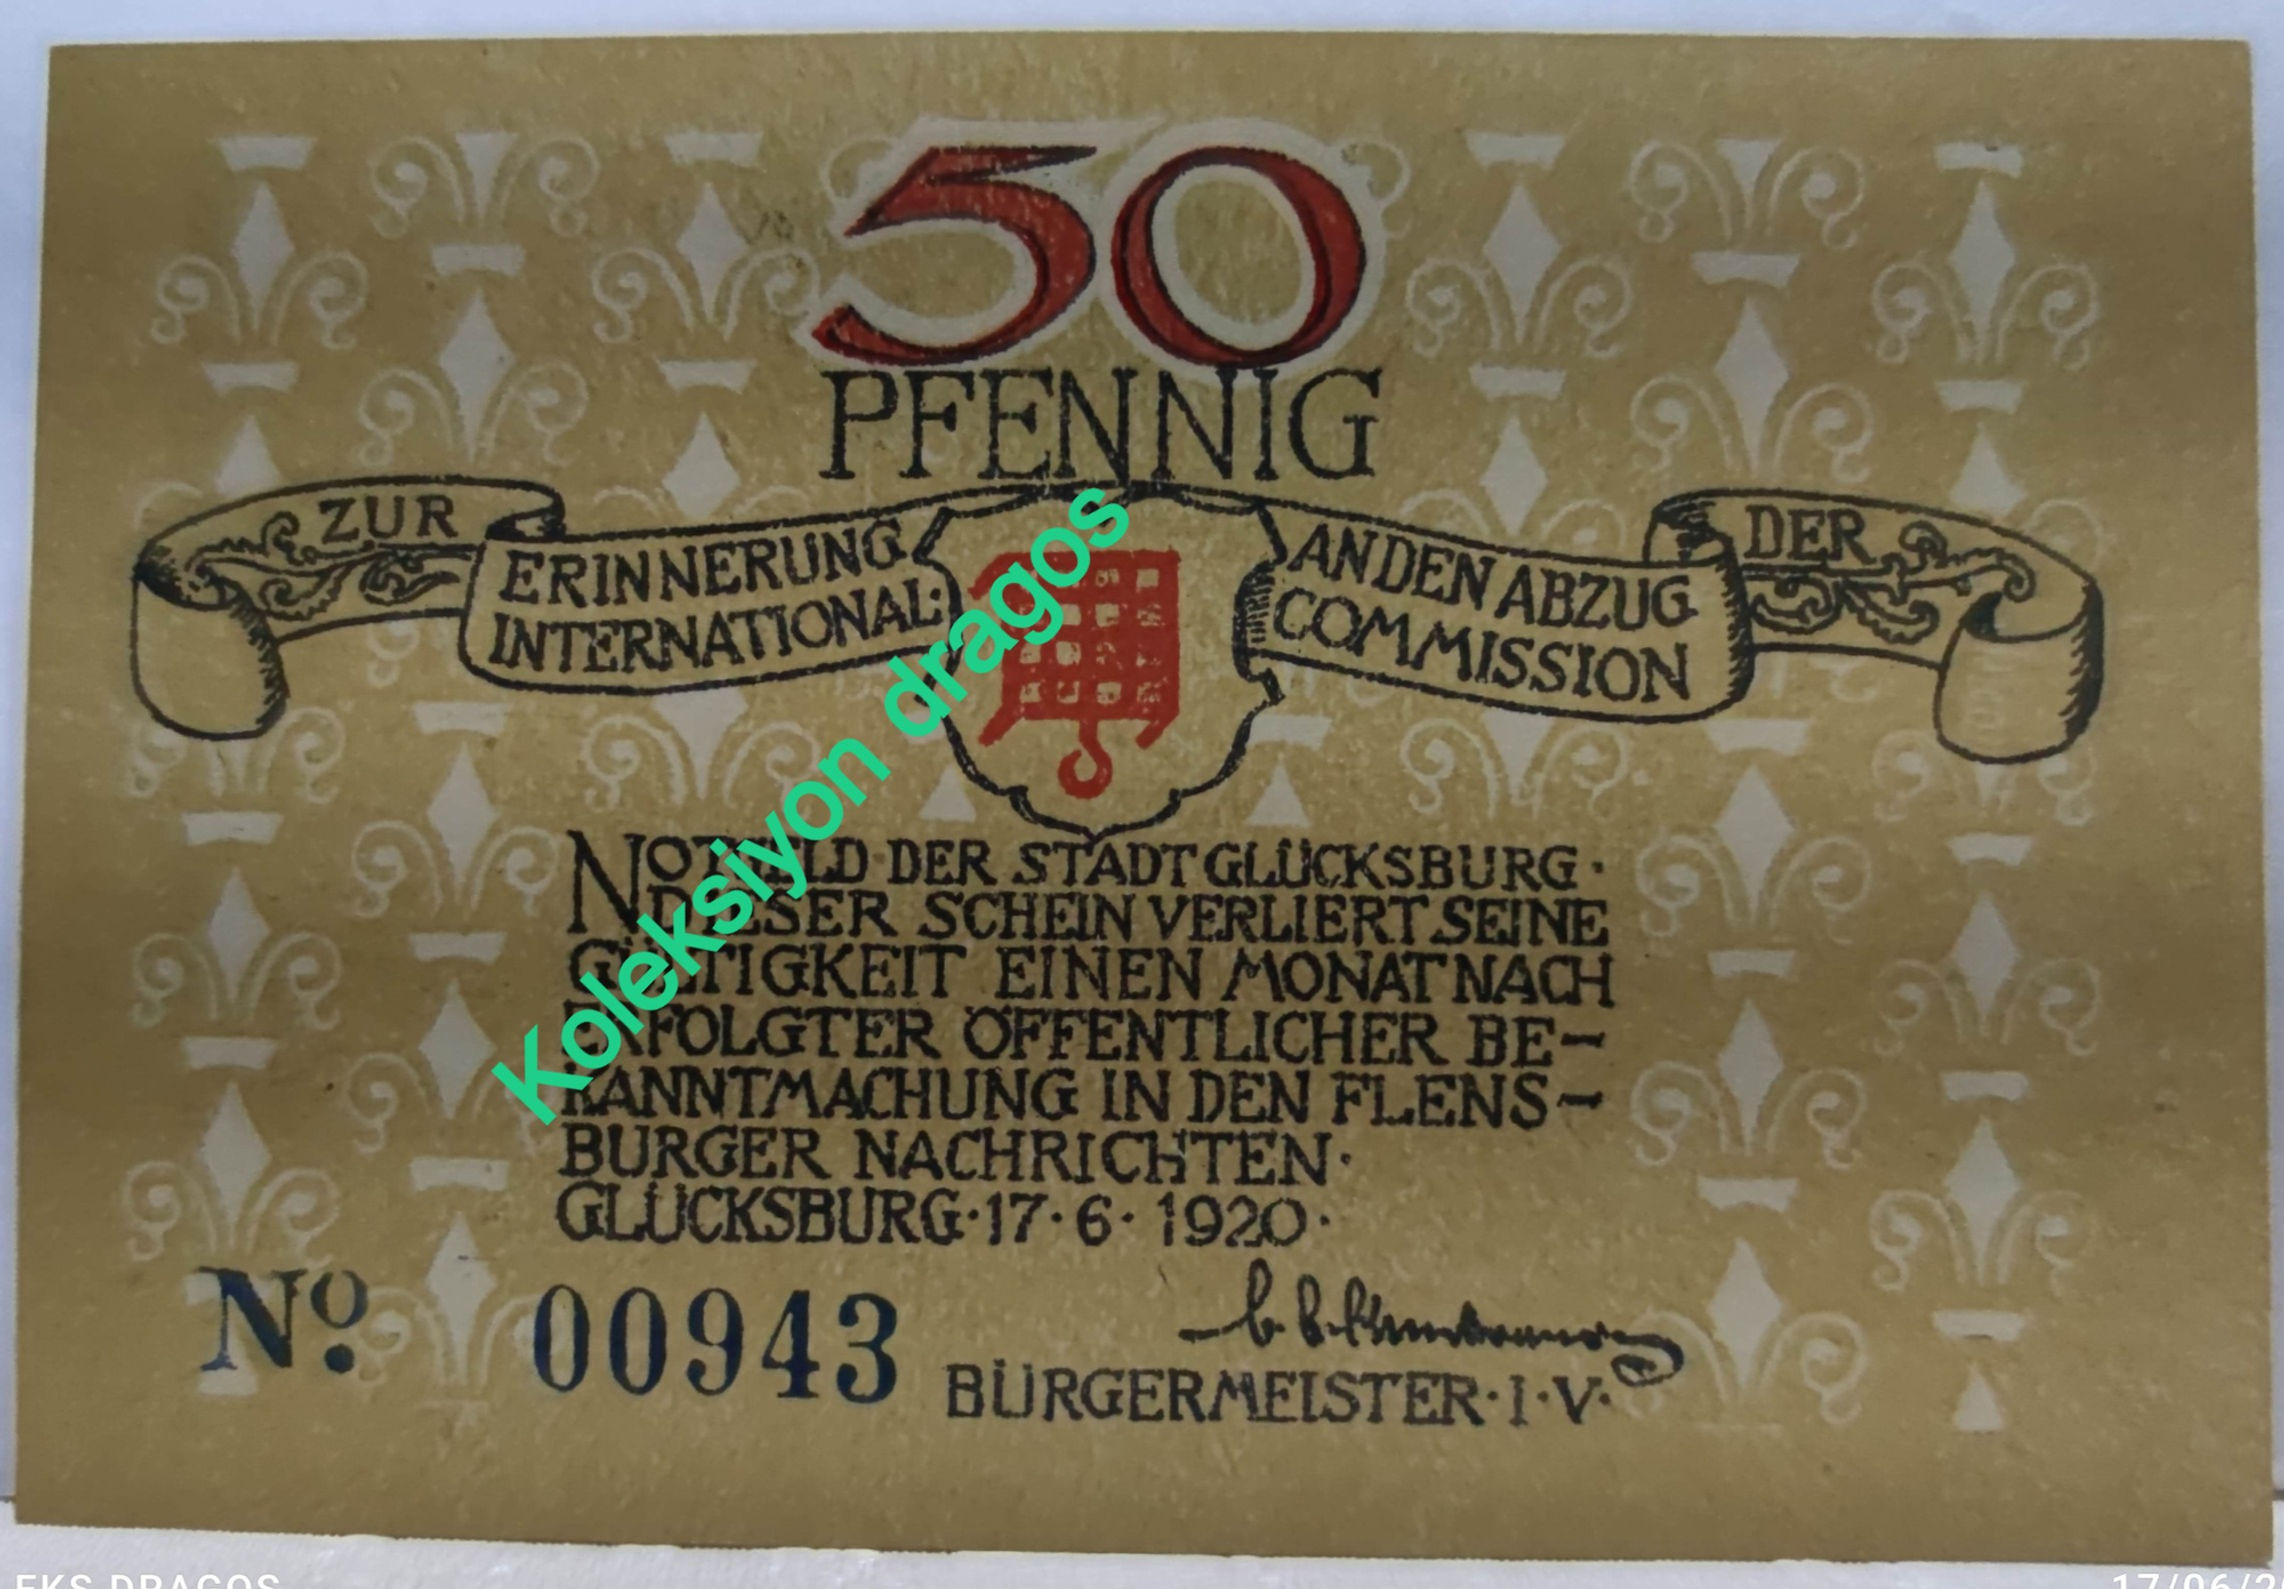 50
PFENNIG
ZUR
ERINNERUNG AN DEN ABZUG DER
INTERNATIONAL: COMMISSION
NOTGELD DER STADT GLÜCKSBURG·
DIESER SCHEIN VERLIERT SEINE
GÜLTIGKEIT EINEN MONAT NACH
ERFOLGTER ÖFFENTLICHER BE-
KANNTMACHUNG IN DEN FLENS-
BURGER NACHRICHTEN·
GLÜCKSBURG·17·6·1920·
No. 00943
BÜRGERMEISTER·I·V·
Koleksiyon dragos
EKS DRAGOS